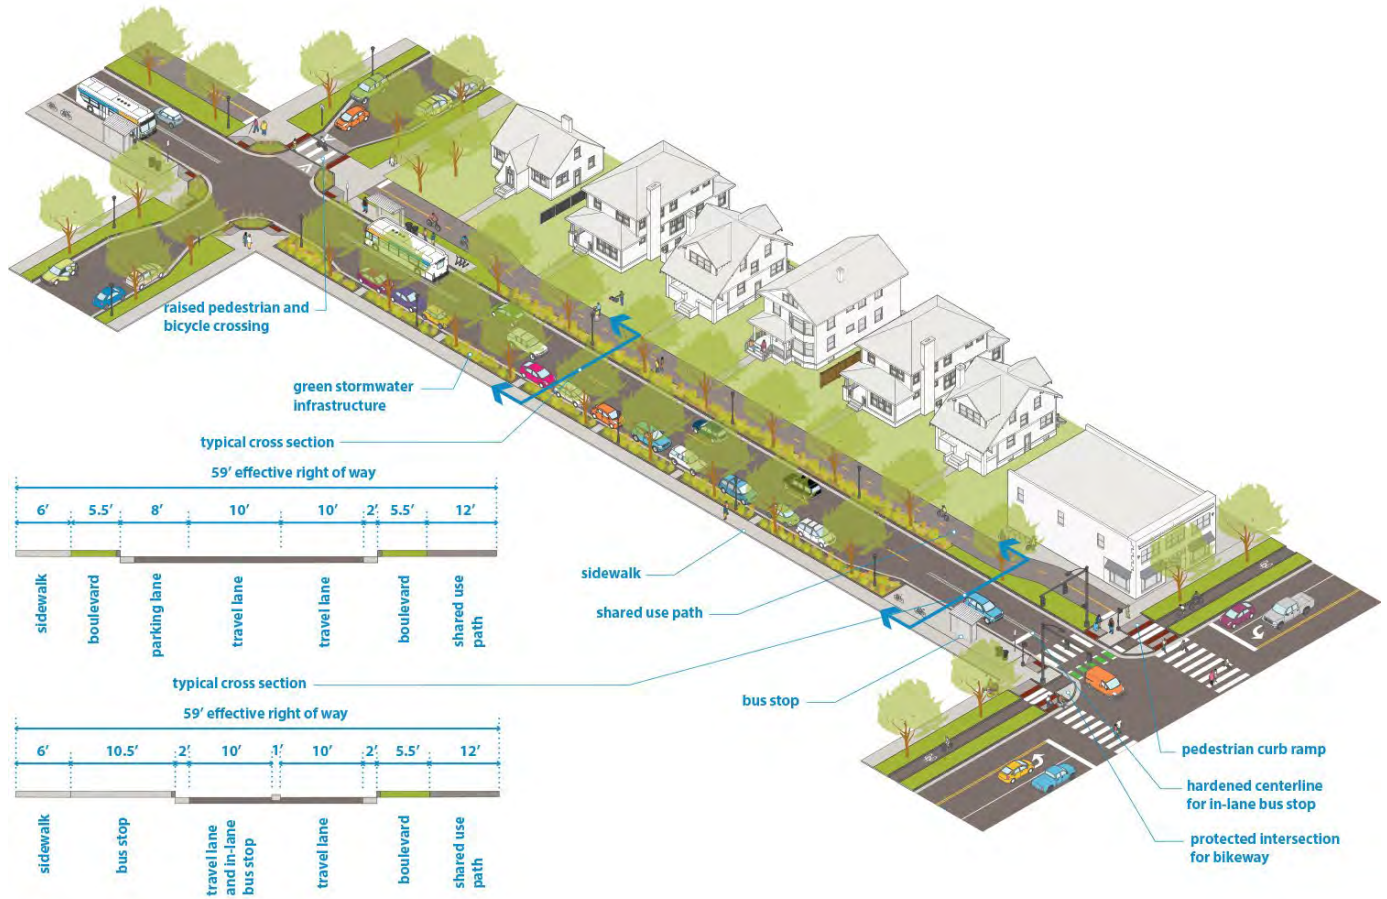 raised pedestrian and
bicycle crossing
green stormwater
infrastructure
typical cross section
59' effective right of way
6' 5.5' 8' 10' 10' 2' 5.5' 12'
sidewalk
boulevard
parking lane
travel lane
travel lane
boulevard
shared use
path
sidewalk
shared use path
typical cross section
bus stop
59' effective right of way
6' 10.5' 2' 10' 1' 10' 2' 5.5' 12'
sidewalk
bus stop
travel lane
and in-lane
bus stop
travel lane
boulevard
shared use
path
pedestrian curb ramp
hardened centerline
for in-lane bus stop
protected intersection
for bikeway